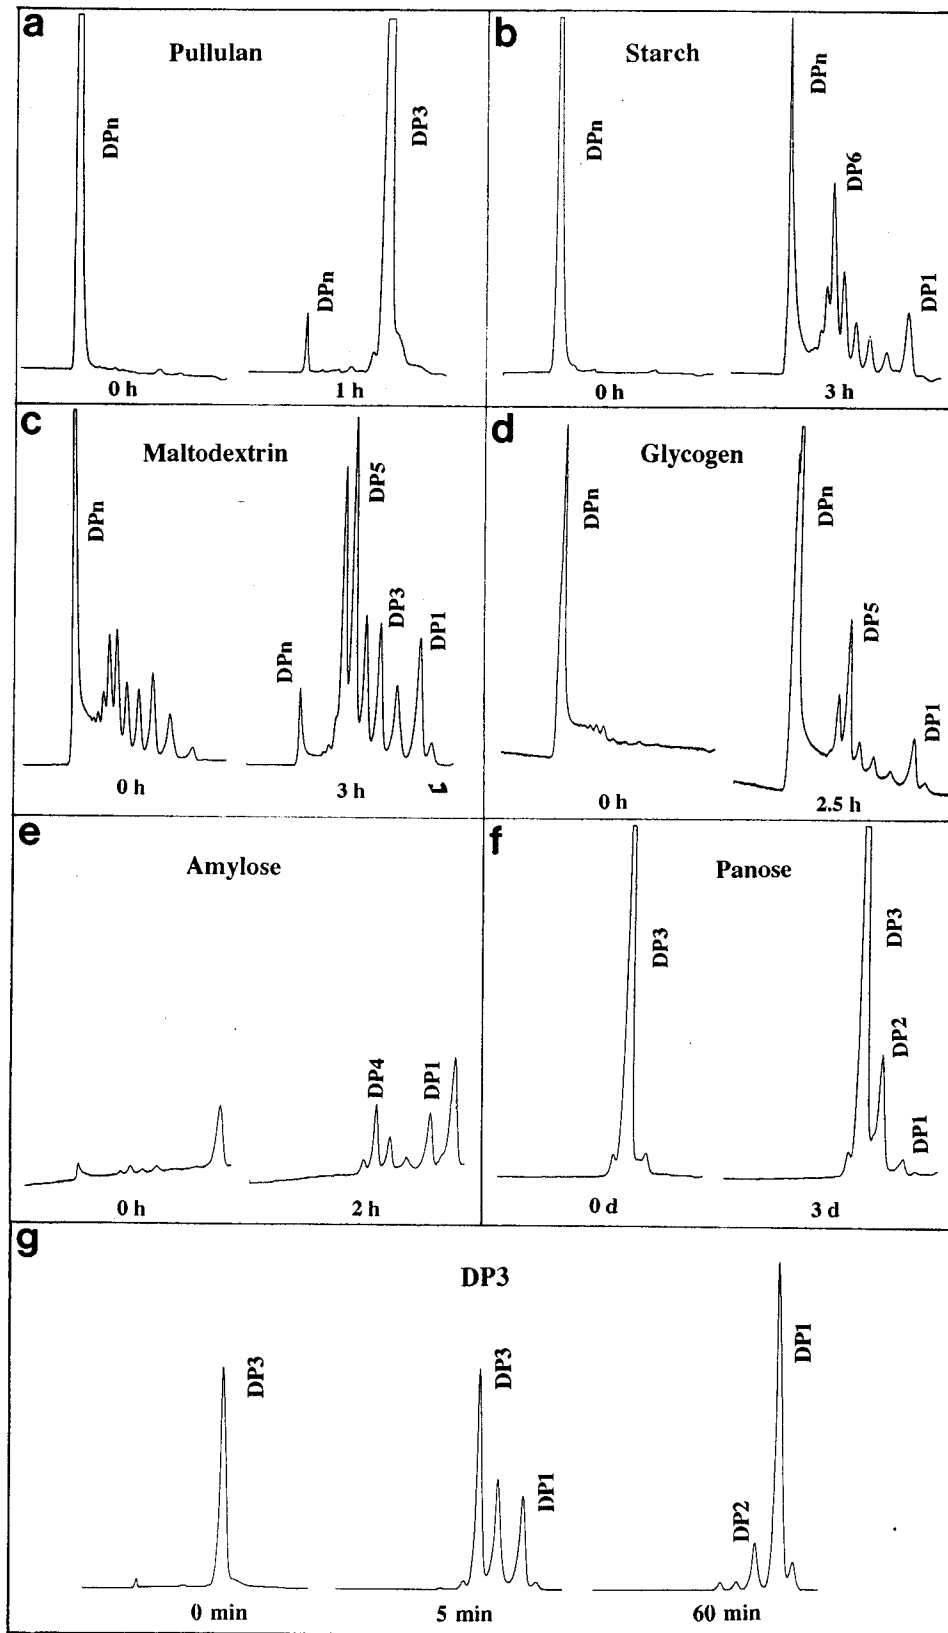 a
Pullulan
DPn
DPn
DP3
0 h
1 h
b
Starch
DPn
DPn
DP6
DP1
0 h
3 h
c
Maltodextrin
DPn
DPn
DP5
DP3
DP1
0 h
3 h
d
Glycogen
DPn
DPn
DP5
DP1
0 h
2.5 h
e
Amylose
DP4
DP1
0 h
2 h
f
Panose
DP3
DP3
DP2
DP1
0 d
3 d
g
DP3
DP3
DP3
DP1
DP2
DP1
0 min
5 min
60 min